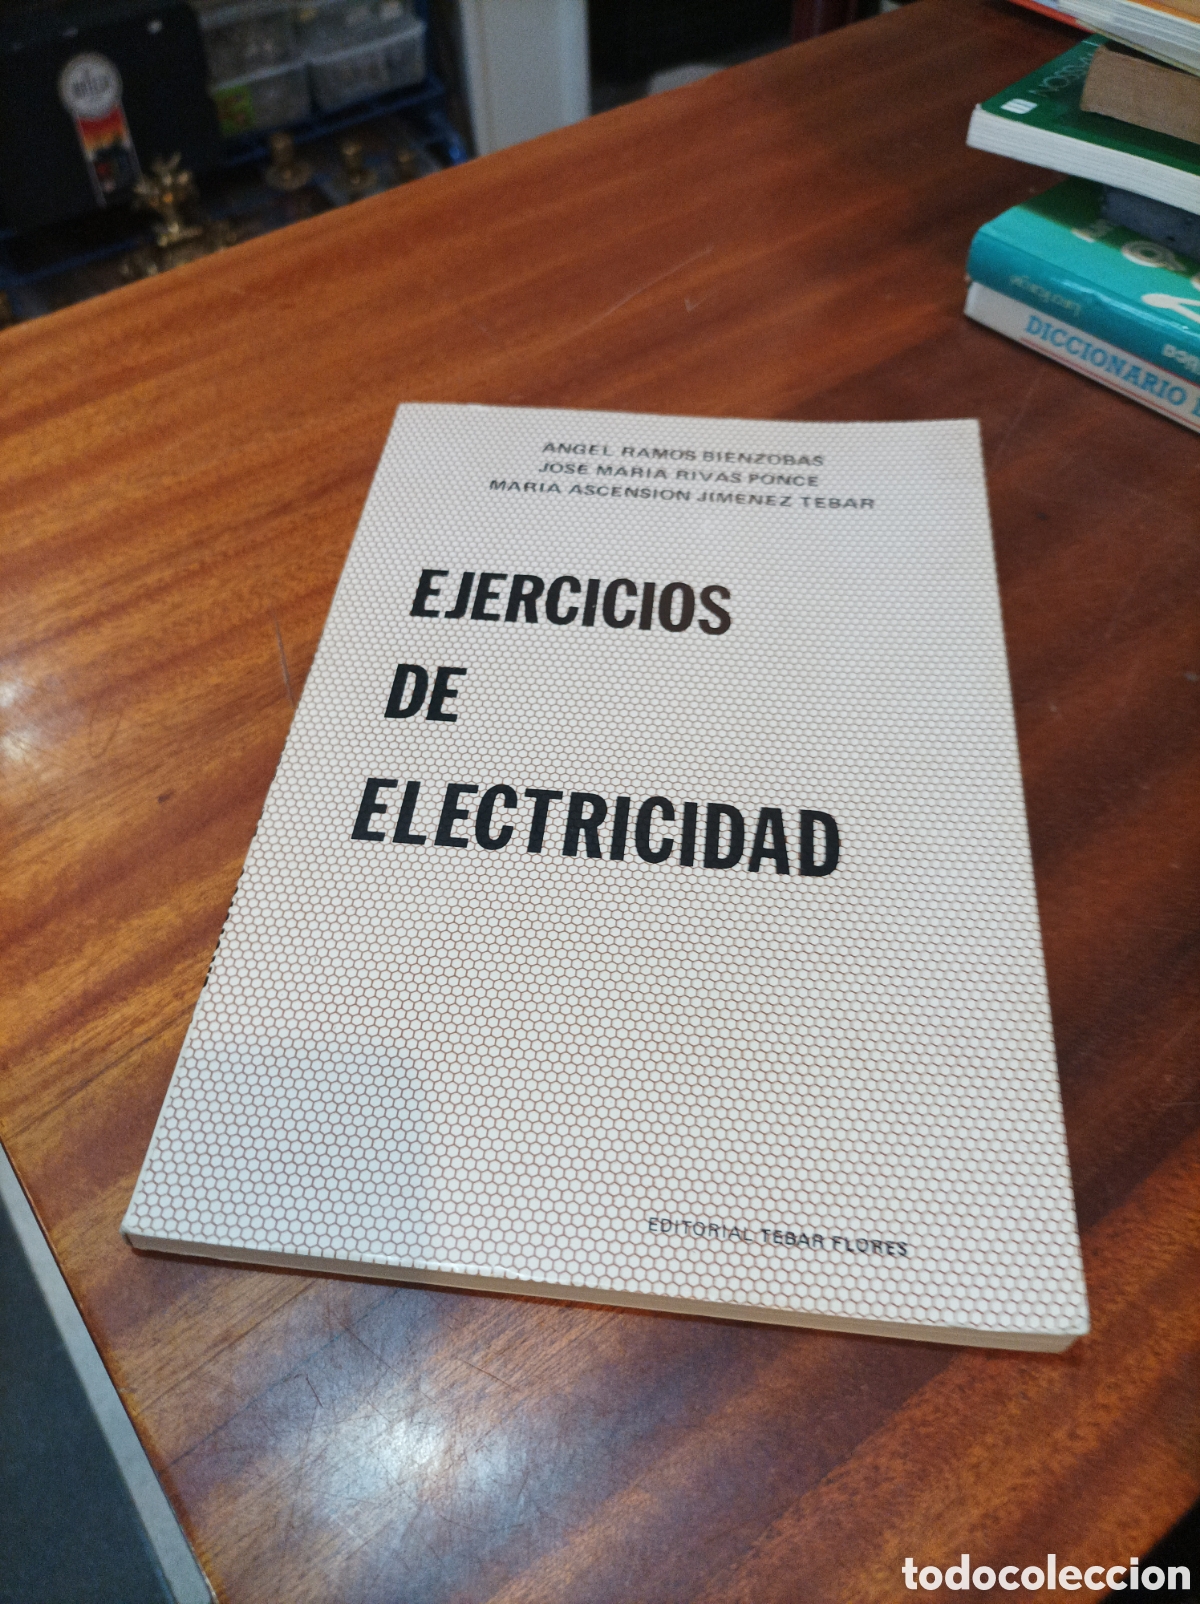 ANGEL RAMOS BIENZOBAS
JOSE MARIA RIVAS PONCE
MARIA ASCENSION JIMENEZ TEBAR
EJERCICIOS
DE
ELECTRICIDAD
EDITORIAL TEBAR FLORES
DICCIONARIO
todocoleccion